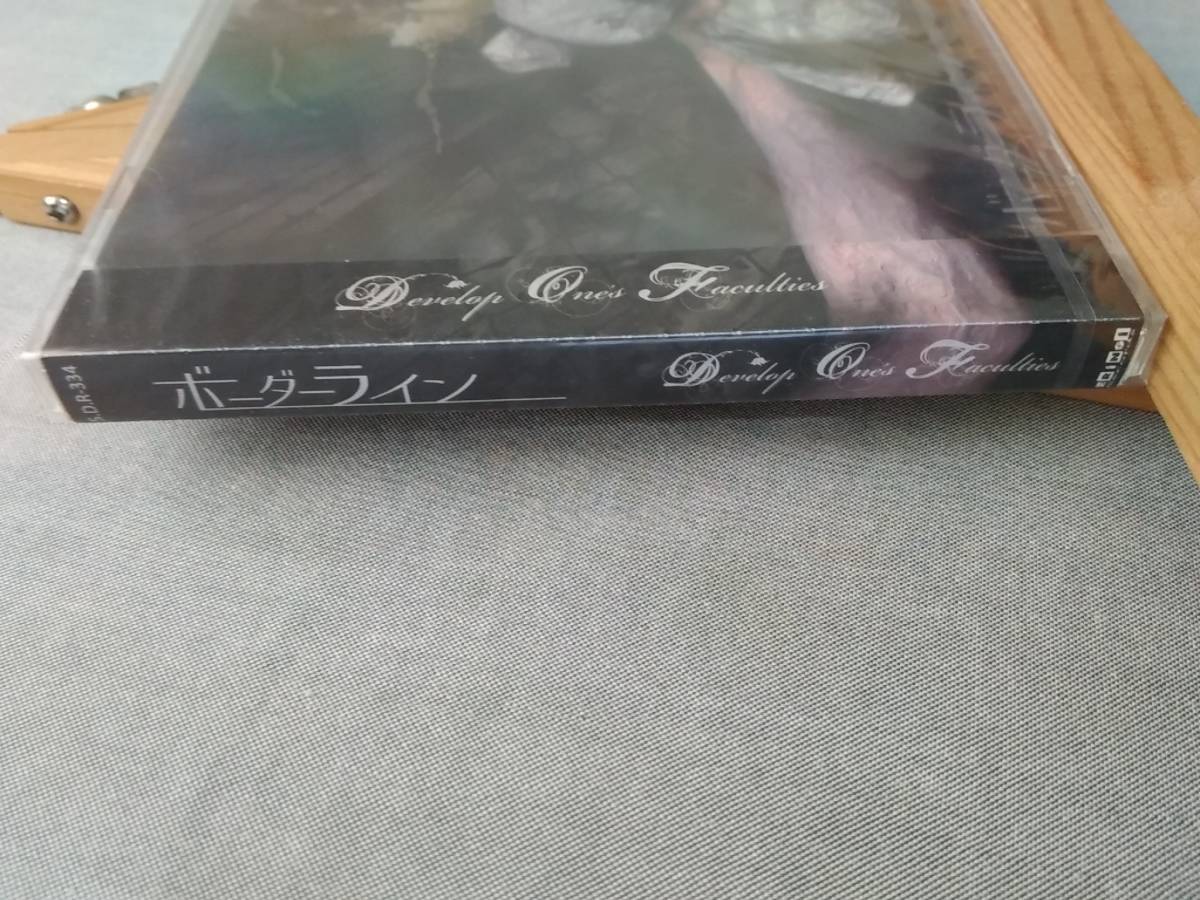 Develop One's Faculties
S.D.R-334
ボーダーライン
Develop One's Faculties